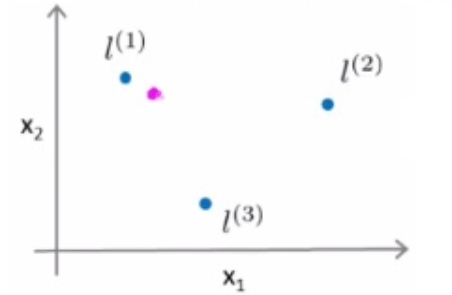 l^{(1)}
l^{(2)}
x_2
l^{(3)}
x_1